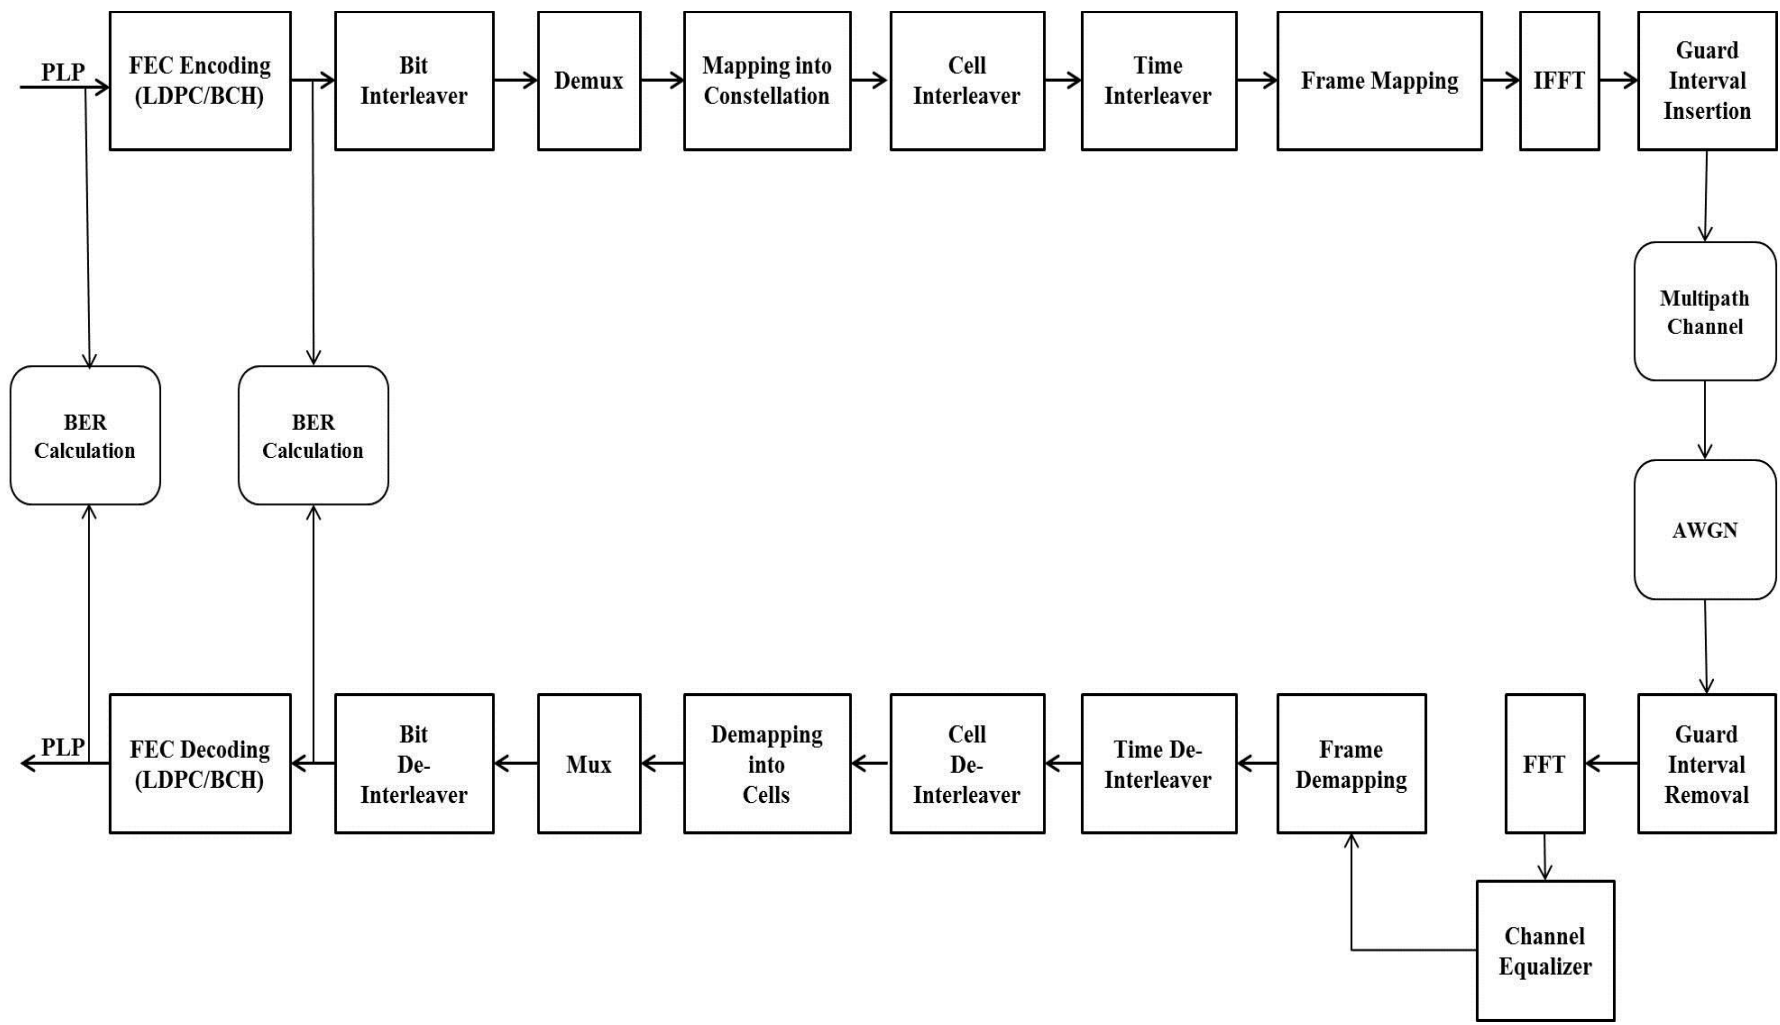 PLP
FEC Encoding
(LDPC/BCH)
Bit
Interleaver
Demux
Mapping into
Constellation
Cell
Interleaver
Time
Interleaver
Frame Mapping
IFFT
Guard
Interval
Insertion
Multipath
Channel
BER
Calculation
BER
Calculation
AWGN
PLP
FEC Decoding
(LDPC/BCH)
Bit
De-
Interleaver
Mux
Demapping
into
Cells
Cell
De-
Interleaver
Time De-
Interleaver
Frame
Demapping
FFT
Guard
Interval
Removal
Channel
Equalizer